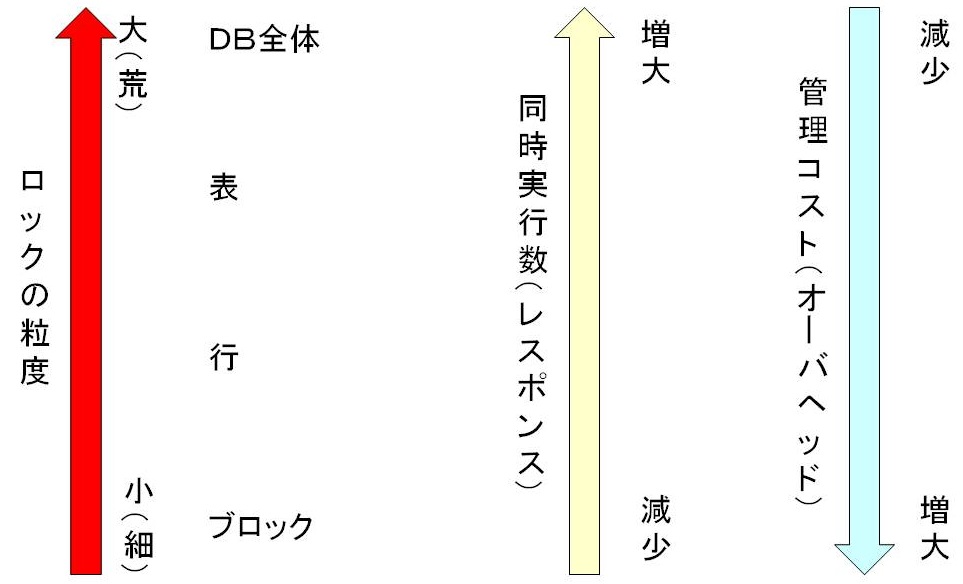 ロックの粒度
大(荒)
小(細)
DB全体
表
行
ブロック
同時実行数(レスポンス)
増大
減少
管理コスト(オーバヘッド)
減少
増大